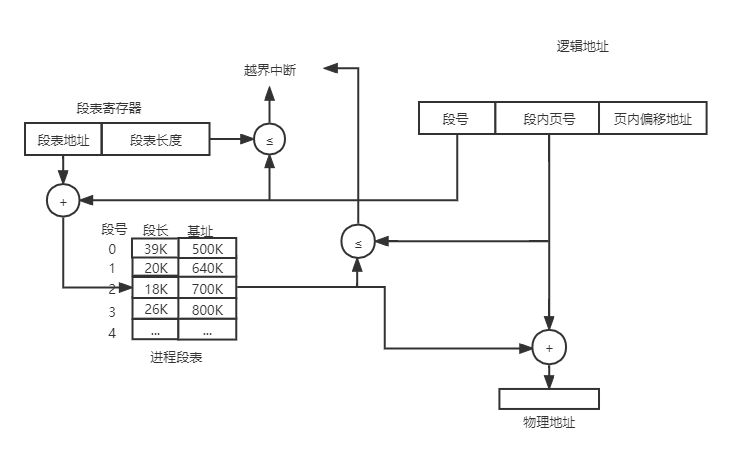 逻辑地址
越界中断
段表寄存器
段号 段内页号 页内偏移地址
段表地址 段表长度
≤
+
段号 段长 基址
0 39K 500K
≤
1 20K 640K
2 18K 700K
3 26K 800K
4 ... ...
+
进程段表
物理地址